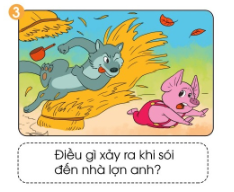 3
Điều gì xảy ra khi sói
đến nhà lợn anh?